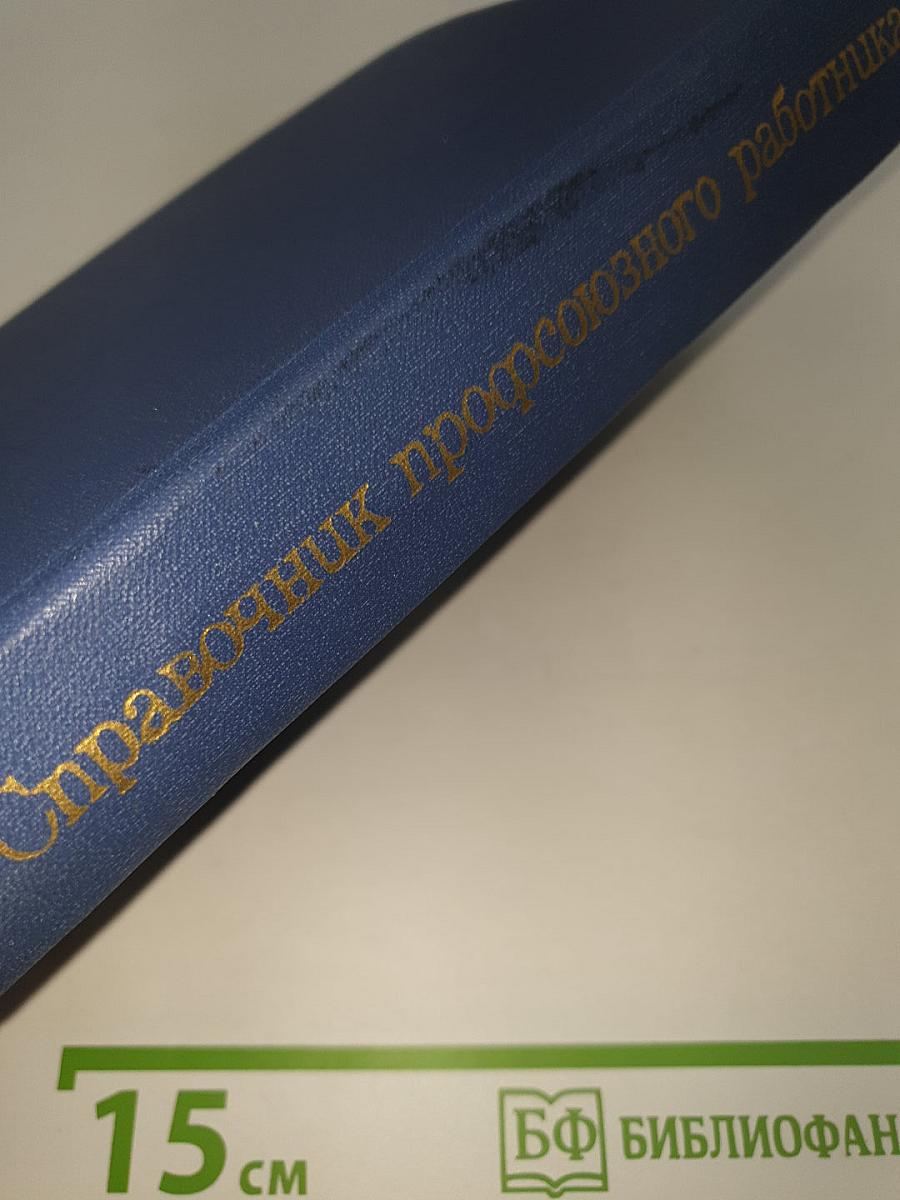 Справочник профсоюзного работника
15 см
БФ БИБЛИОФАН